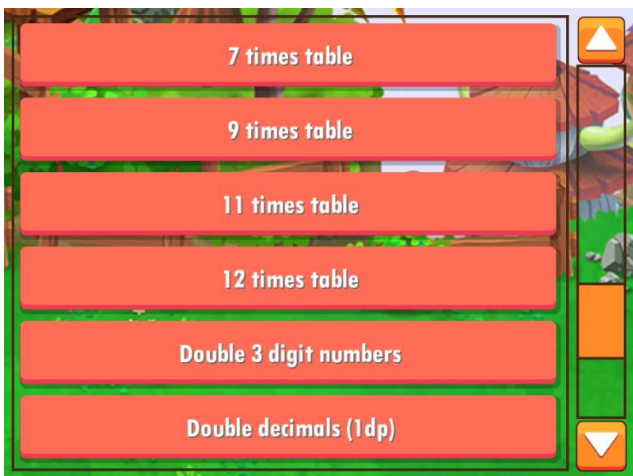 7 times table
9 times table
11 times table
12 times table
Double 3 digit numbers
Double decimals (1dp)